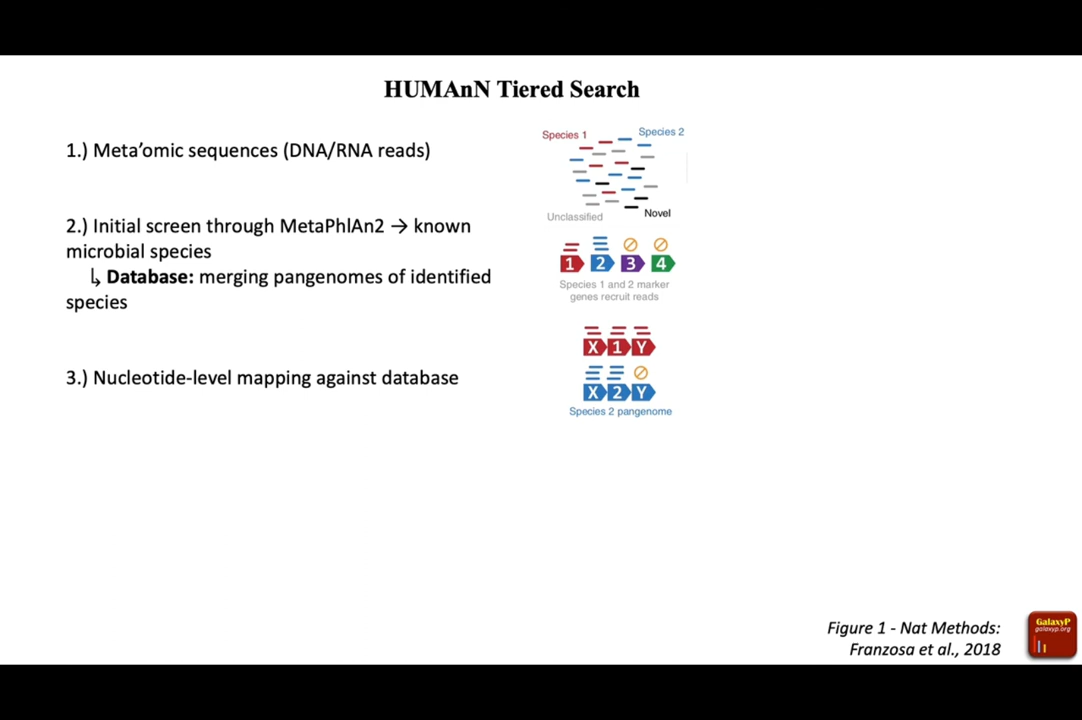 HUMAnN Tiered Search
1.) Meta’omic sequences (DNA/RNA reads)
2.) Initial screen through MetaPhlAn2 → known
microbial species
↳ Database: merging pangenomes of identified
species
3.) Nucleotide-level mapping against database
Species 1
Species 2
Unclassified
Novel
1 2 3 4
Species 1 and 2 marker
genes recruit reads
X 1 Y
X 2 Y
Species 2 pangenome
Figure 1 - Nat Methods:
Franzosa et al., 2018
GalaxyP
galaxyp.org